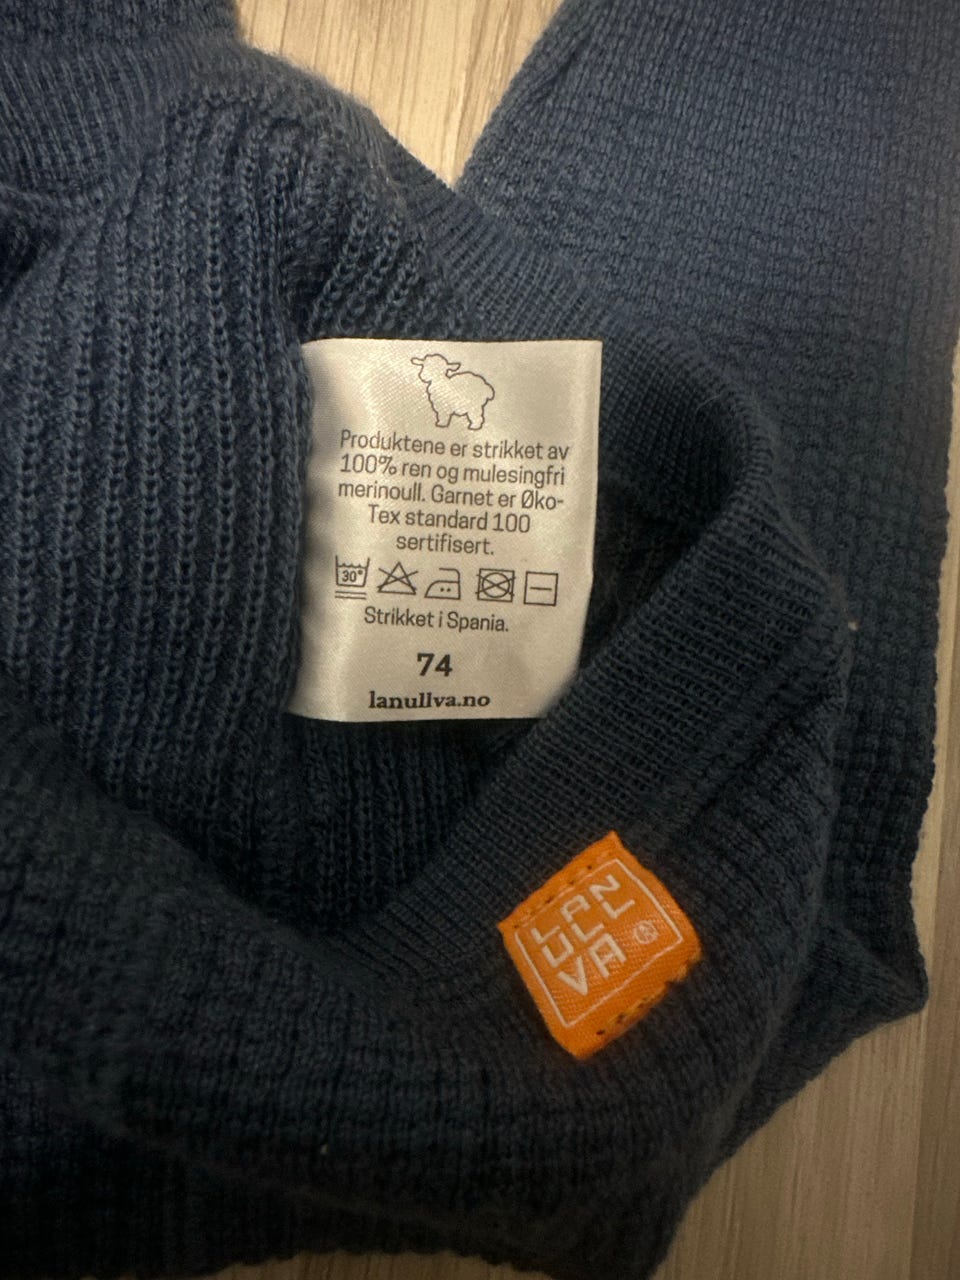 Produktene er strikket av
100% ren og mulesingfri
merinoull. Garnet er Øko-
Tex standard 100
sertifisert.
30°
Strikket i Spania.
74
lanullva.no
LAN
ULL
VA ®